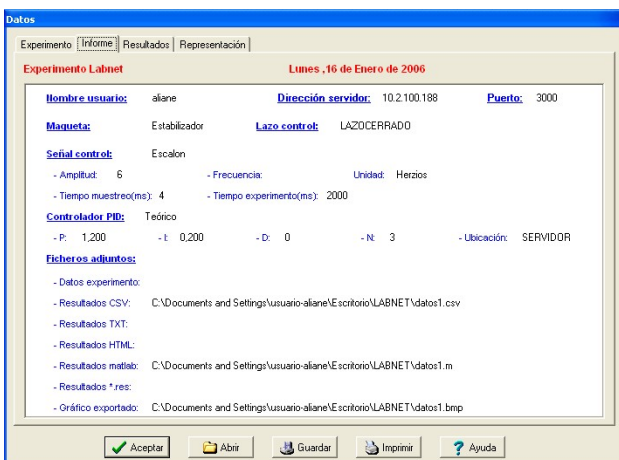 Datos
Experimento Informe Resultados Representación
Experimento Labnet Lunes ,16 de Enero de 2006
Nombre usuario: aliane Dirección servidor: 10.2.100.188 Puerto: 3000
Maqueta: Estabilizador Lazo control: LAZOCERRADO
Señal control: Escalon
- Amplitud: 6 - Frecuencia: Unidad: Herzios
- Tiempo muestreo(ms): 4 - Tiempo experimento(ms): 2000
Controlador PID: Teórico
- P: 1,200 - I: 0,200 - D: 0 - N: 3 - Ubicación: SERVIDOR
Ficheros adjuntos:
- Datos experimento:
- Resultados CSV: C:\Documents and Settings\usuario-aliane\Escritorio\LABNET\datos1.csv
- Resultados TXT:
- Resultados HTML:
- Resultados matlab: C:\Documents and Settings\usuario-aliane\Escritorio\LABNET\datos1.m
- Resultados *.res:
- Gráfico exportado: C:\Documents and Settings\usuario-aliane\Escritorio\LABNET\datos1.bmp
Aceptar Abrir Guardar Imprimir ? Ayuda